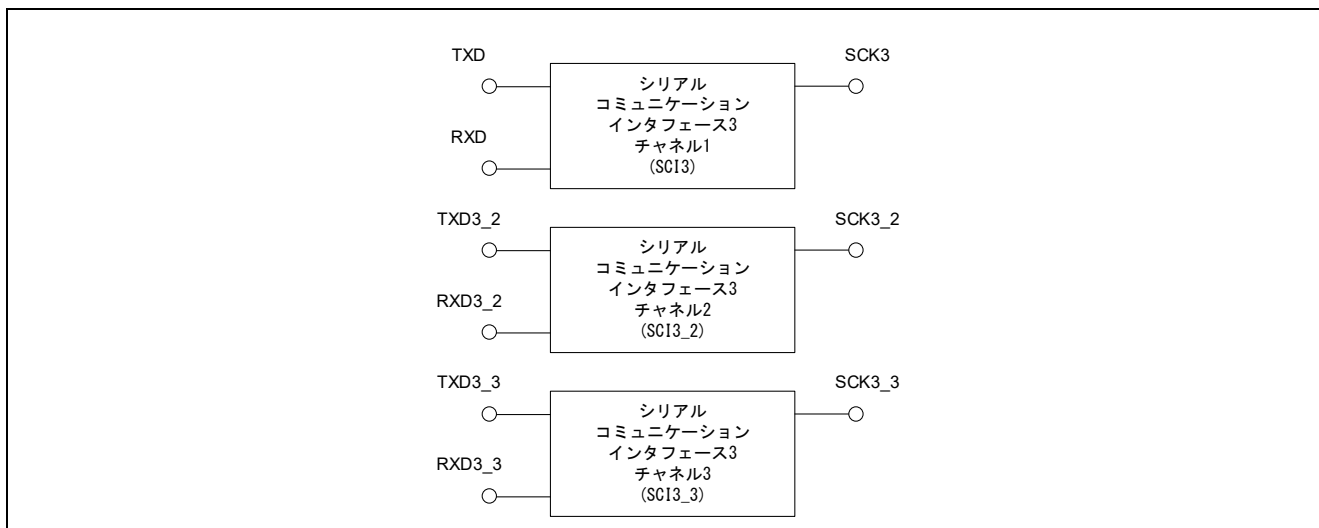 TXD
SCK3
シリアル
コミュニケーション
インタフェース3
チャネル1
(SCI3)
RXD
TXD3_2
SCK3_2
シリアル
コミュニケーション
インタフェース3
チャネル2
(SCI3_2)
RXD3_2
TXD3_3
SCK3_3
シリアル
コミュニケーション
インタフェース3
チャネル3
(SCI3_3)
RXD3_3